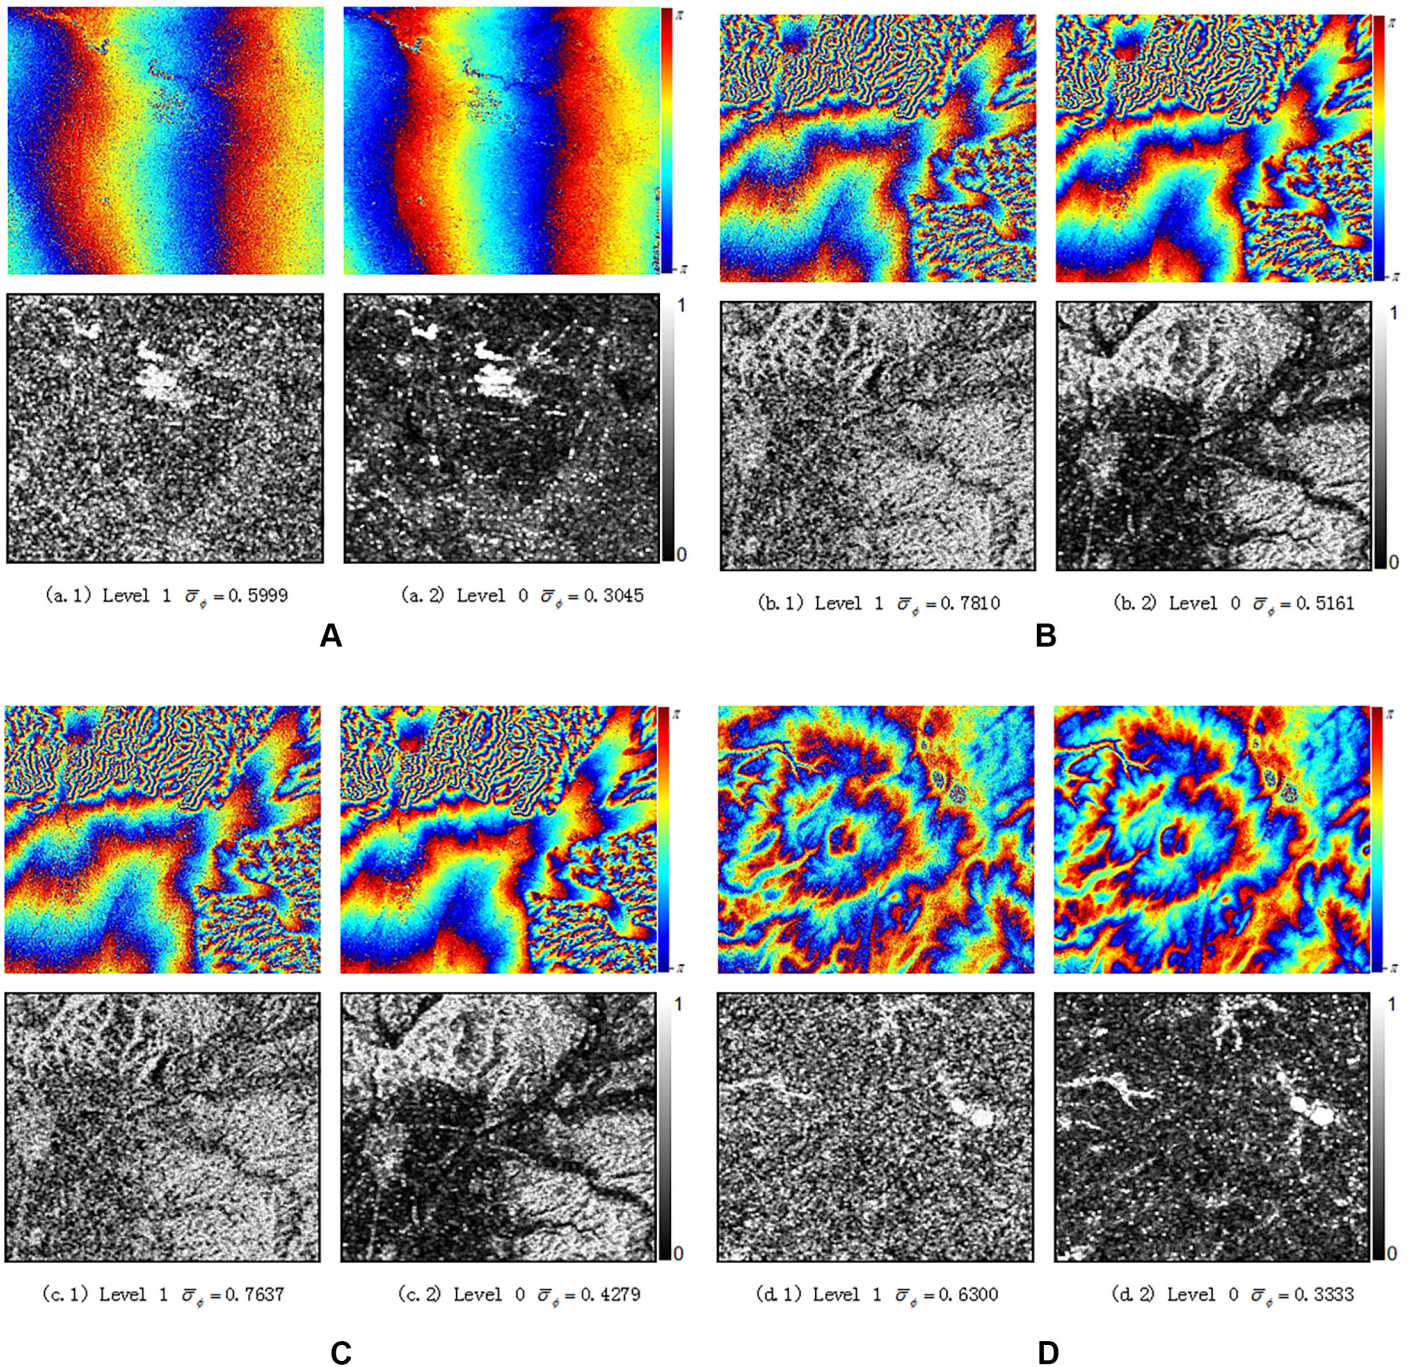 π
-π
1
0
(a.1) Level 1 σ̅ϕ=0.5999
(a.2) Level 0 σ̅ϕ=0.3045
A
π
-π
1
0
(b.1) Level 1 σ̅ϕ=0.7810
(b.2) Level 0 σ̅ϕ=0.5161
B
π
-π
1
0
(c.1) Level 1 σ̅ϕ=0.7637
(c.2) Level 0 σ̅ϕ=0.4279
C
π
-π
1
0
(d.1) Level 1 σ̅ϕ=0.6300
(d.2) Level 0 σ̅ϕ=0.3333
D